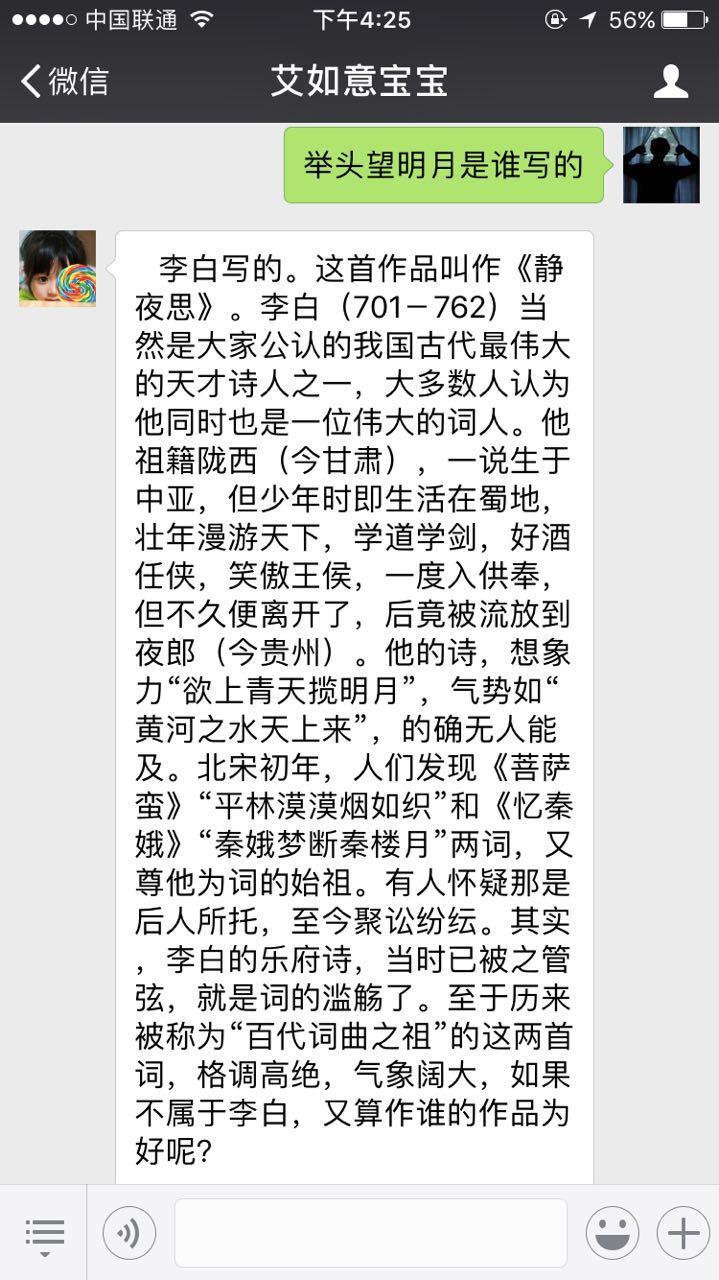 中国联通
下午4:25
56%
微信
艾如意宝宝
举头望明月是谁写的
李白写的。这首作品叫作《静
夜思》。李白（701－762）当
然是大家公认的我国古代最伟大
的天才诗人之一，大多数人认为
他同时也是一位伟大的词人。他
祖籍陇西（今甘肃），一说生于
中亚，但少年时即生活在蜀地，
壮年漫游天下，学道学剑，好酒
任侠，笑傲王侯，一度入供奉，
但不久便离开了，后竟被流放到
夜郎（今贵州）。他的诗，想象
力“欲上青天揽明月”，气势如“
黄河之水天上来”，的确无人能
及。北宋初年，人们发现《菩萨
蛮》“平林漠漠烟如织”和《忆秦
娥》“秦娥梦断秦楼月”两词，又
尊他为词的始祖。有人怀疑那是
后人所托，至今聚讼纷纭。其实
，李白的乐府诗，当时已被之管
弦，就是词的滥觞了。至于历来
被称为“百代词曲之祖”的这两首
词，格调高绝，气象阔大，如果
不属于李白，又算作谁的作品为
好呢?